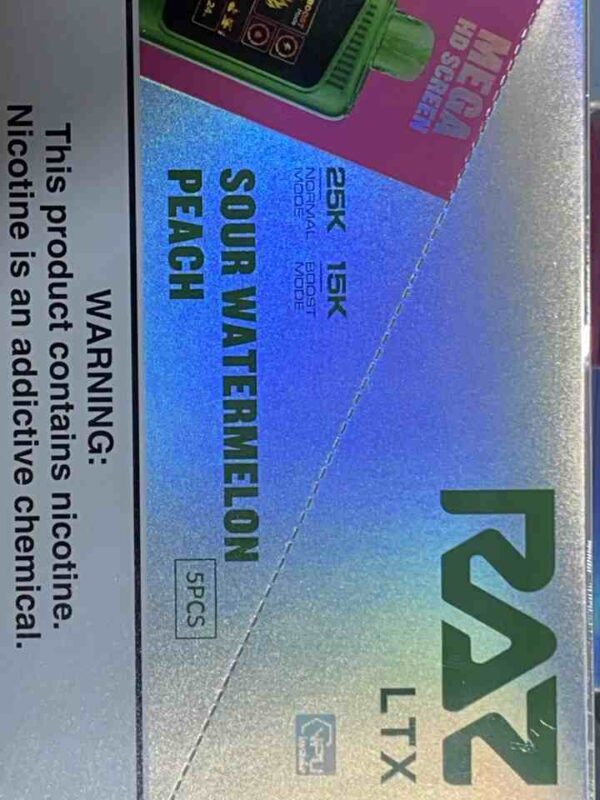 MEGA
HD SCREEN
RAZ
LTX
25K 15K
NORMAL BOOST
MODE MODE
SOUR WATERMELON
PEACH
5PCS
WARNING:
This product contains nicotine.
Nicotine is an addictive chemical.